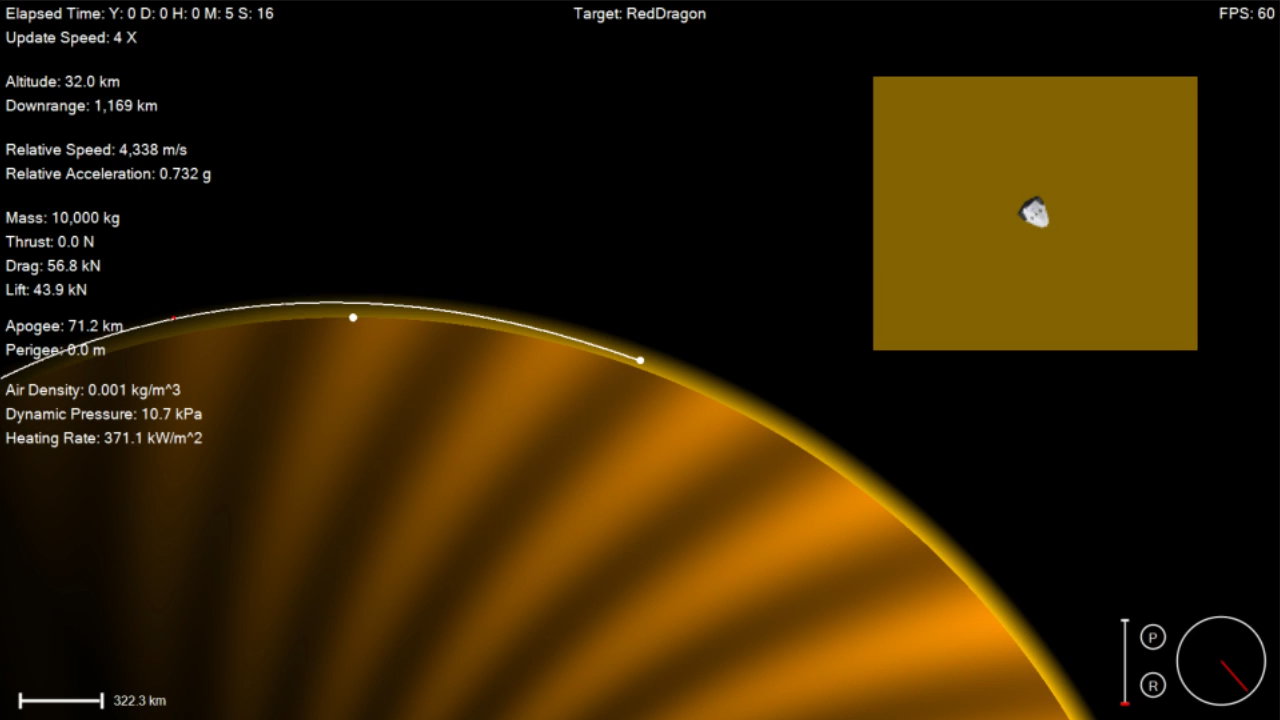 Elapsed Time: Y: 0 D: 0 H: 0 M: 5 S: 16
Target: RedDragon
FPS: 60
Update Speed: 4 X
Altitude: 32.0 km
Downrange: 1,169 km
Relative Speed: 4,338 m/s
Relative Acceleration: 0.732 g
Mass: 10,000 kg
Thrust: 0.0 N
Drag: 56.8 kN
Lift: 43.9 kN
Apogee: 71.2 km
Perigee: 0.0 m
Air Density: 0.001 kg/m^3
Dynamic Pressure: 10.7 kPa
Heating Rate: 371.1 kW/m^2
P
R
322.3 km